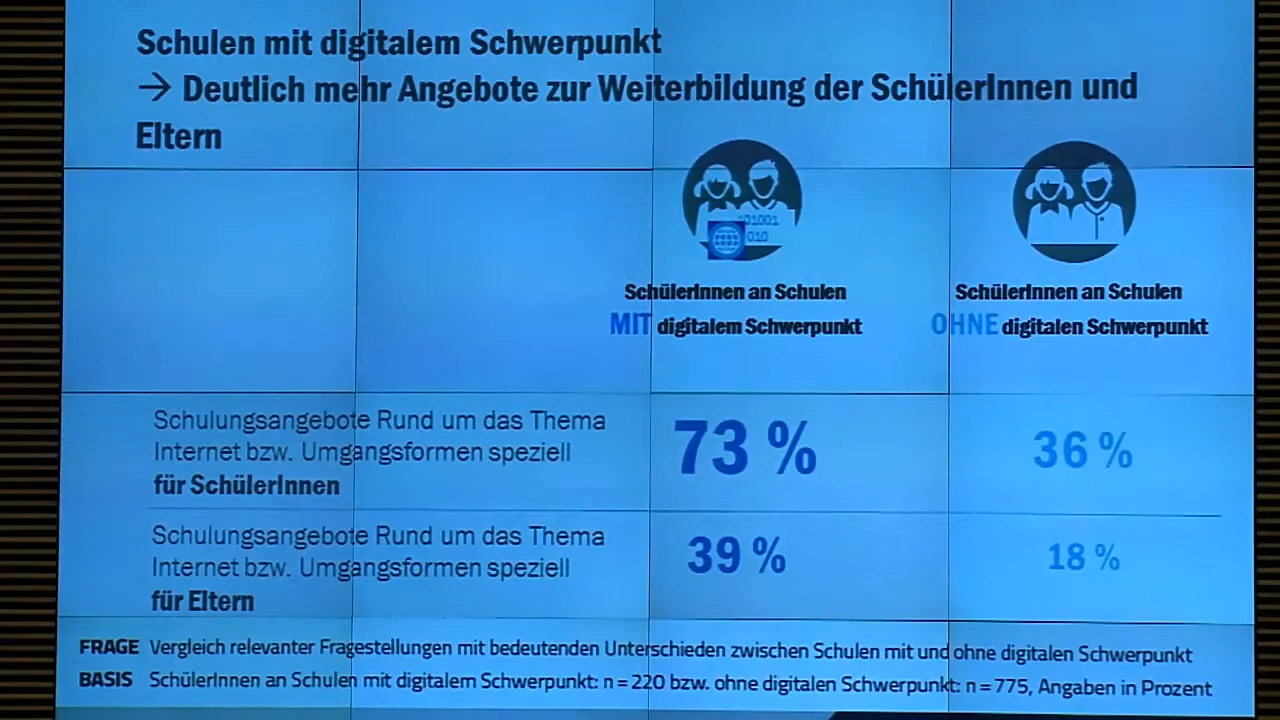 Schulen mit digitalem Schwerpunkt
→ Deutlich mehr Angebote zur Weiterbildung der SchülerInnen und
Eltern
101001
010
SchülerInnen an Schulen
MIT digitalem Schwerpunkt
SchülerInnen an Schulen
OHNE digitalen Schwerpunkt
Schulungsangebote Rund um das Thema
Internet bzw. Umgangsformen speziell
für SchülerInnen
73 %
36 %
Schulungsangebote Rund um das Thema
Internet bzw. Umgangsformen speziell
für Eltern
39 %
18 %
FRAGE Vergleich relevanter Fragestellungen mit bedeutenden Unterschieden zwischen Schulen mit und ohne digitalen Schwerpunkt
BASIS SchülerInnen an Schulen mit digitalem Schwerpunkt: n = 220 bzw. ohne digitalen Schwerpunkt: n = 775, Angaben in Prozent